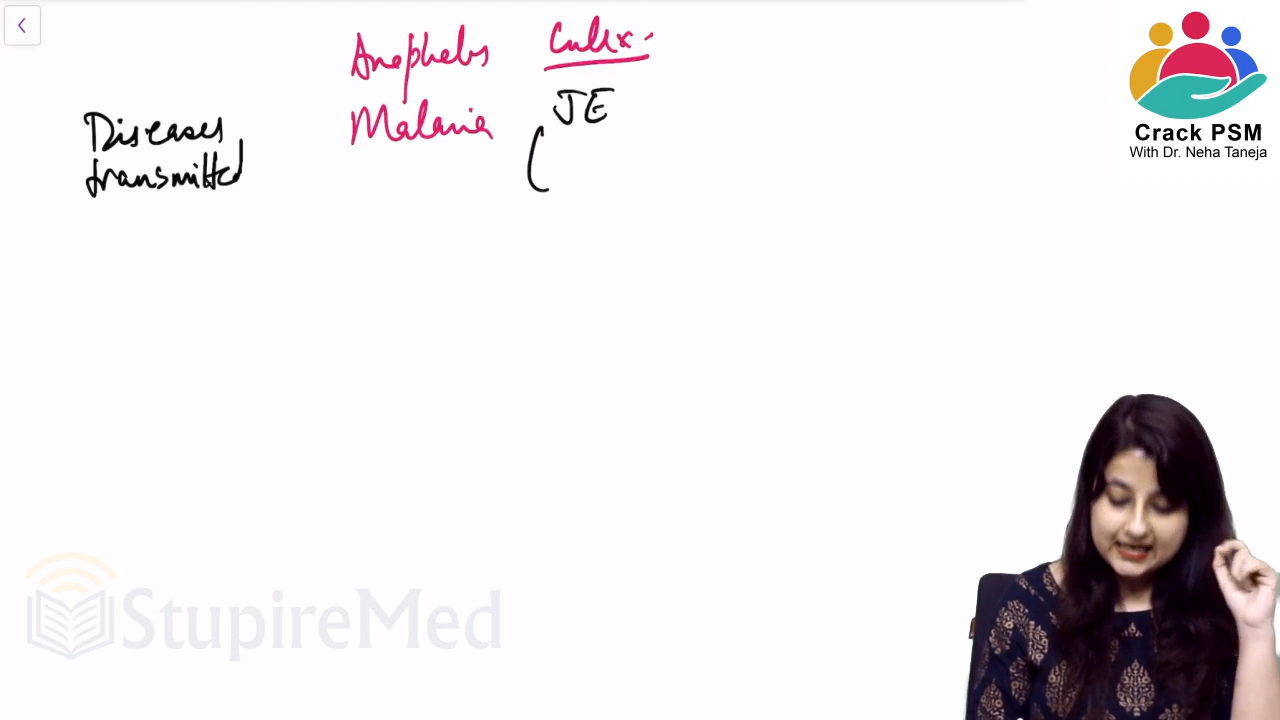 Anopheles Culex
Malaria JE
Diseases
transmitted
(
Crack PSM
With Dr. Neha Taneja
StupireMed